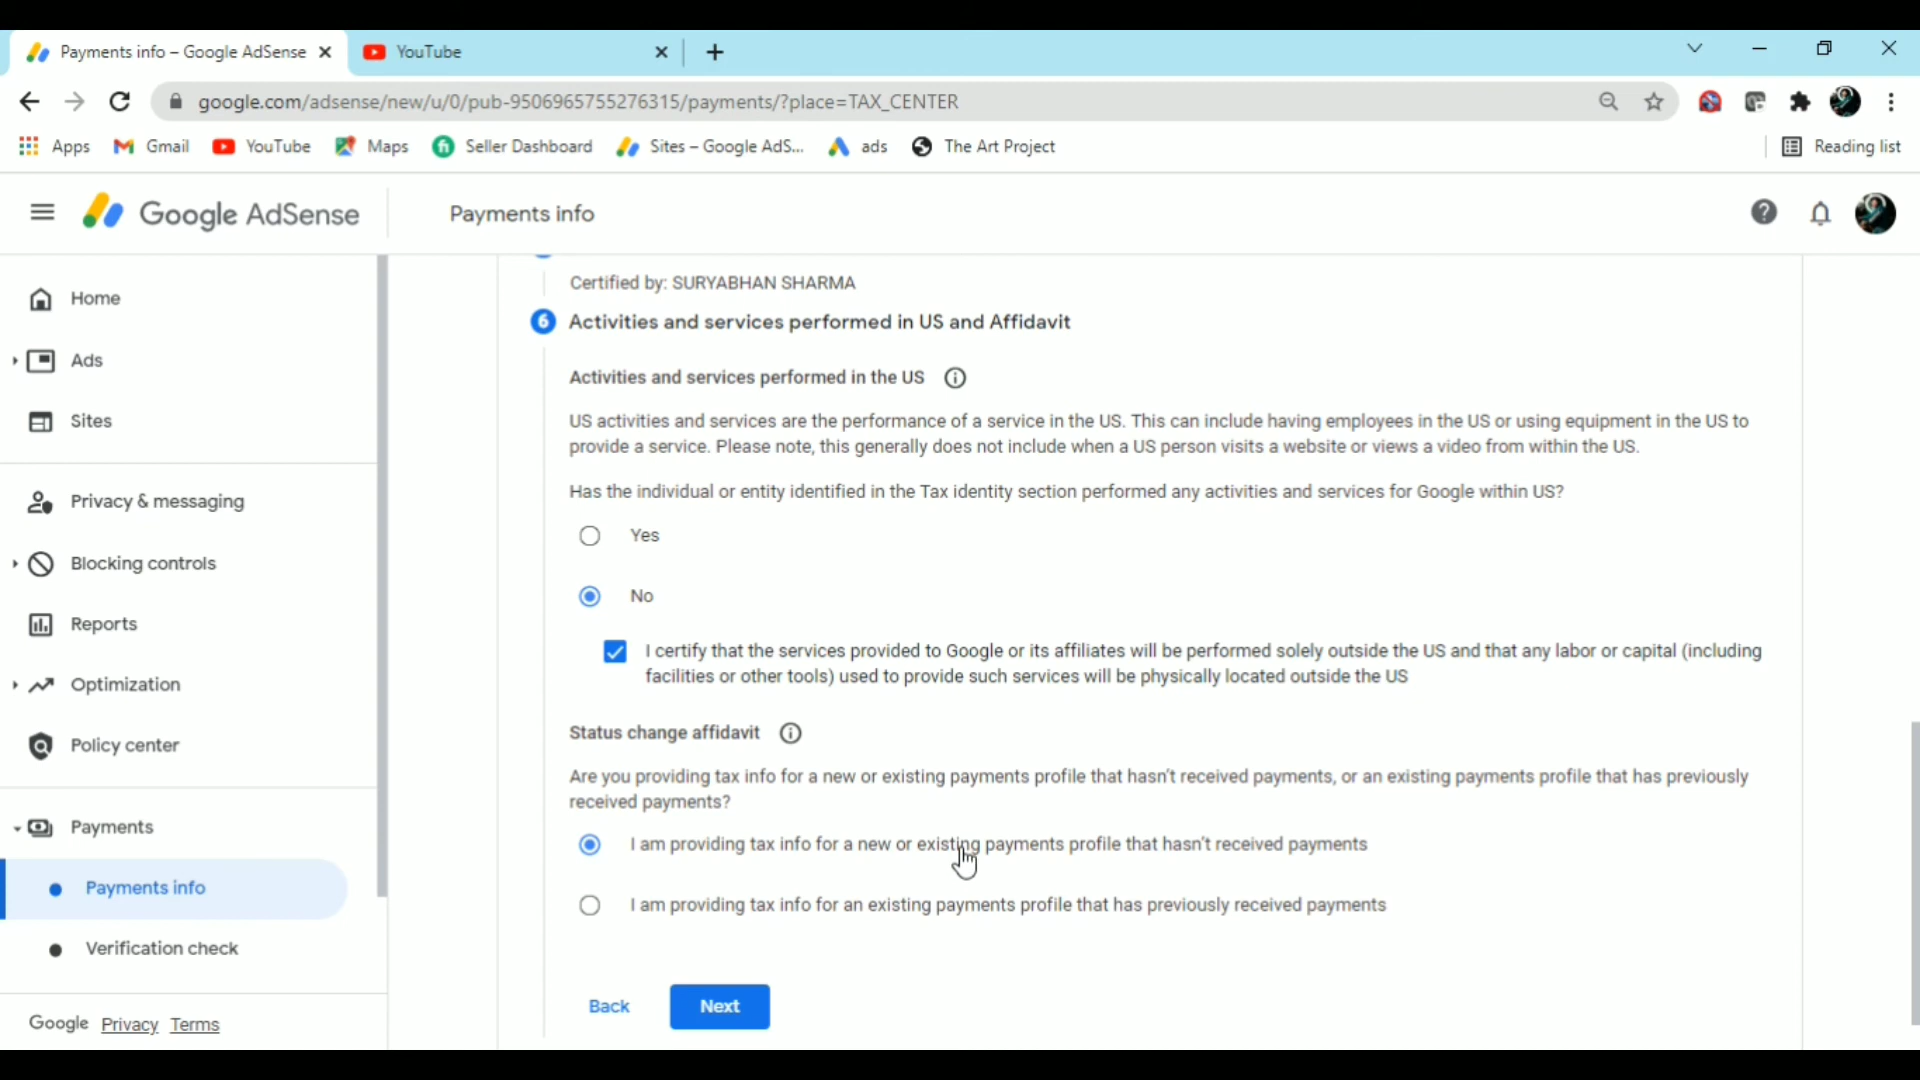 Payments info – Google AdSense
YouTube
google.com/adsense/new/u/0/pub-9506965755276315/payments/?place=TAX_CENTER
Apps
Gmail
YouTube
Maps
Seller Dashboard
Sites – Google AdS...
ads
The Art Project
Reading list
Google AdSense
Payments info
Home
Ads
Sites
Privacy & messaging
Blocking controls
Reports
Optimization
Policy center
Payments
Payments info
Verification check
Google Privacy Terms
Certified by: SURYABHAN SHARMA
6 Activities and services performed in US and Affidavit
Activities and services performed in the US
US activities and services are the performance of a service in the US. This can include having employees in the US or using equipment in the US to
provide a service. Please note, this generally does not include when a US person visits a website or views a video from within the US.
Has the individual or entity identified in the Tax identity section performed any activities and services for Google within US?
Yes
No
I certify that the services provided to Google or its affiliates will be performed solely outside the US and that any labor or capital (including
facilities or other tools) used to provide such services will be physically located outside the US
Status change affidavit
Are you providing tax info for a new or existing payments profile that hasn't received payments, or an existing payments profile that has previously
received payments?
I am providing tax info for a new or existing payments profile that hasn't received payments
I am providing tax info for an existing payments profile that has previously received payments
Back
Next